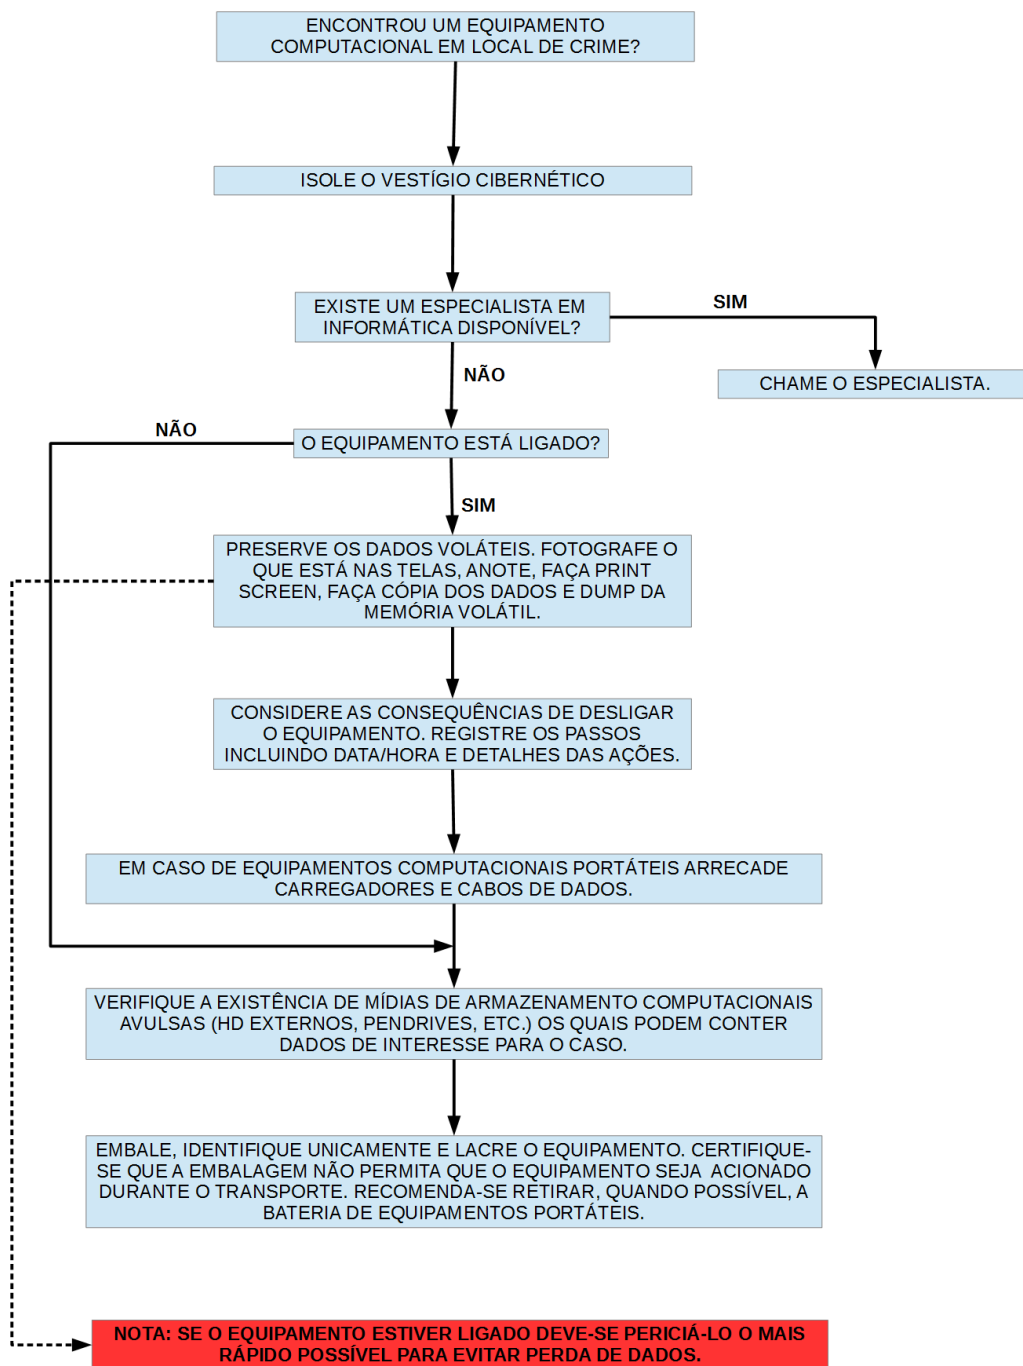 ENCONTROU UM EQUIPAMENTO
COMPUTACIONAL EM LOCAL DE CRIME?
ISOLE O VESTÍGIO CIBERNÉTICO
EXISTE UM ESPECIALISTA EM
INFORMÁTICA DISPONÍVEL?
SIM
CHAME O ESPECIALISTA.
NÃO
NÃO
O EQUIPAMENTO ESTÁ LIGADO?
SIM
PRESERVE OS DADOS VOLÁTEIS. FOTOGRAFE O
QUE ESTÁ NAS TELAS, ANOTE, FAÇA PRINT
SCREEN, FAÇA CÓPIA DOS DADOS E DUMP DA
MEMÓRIA VOLÁTIL.
CONSIDERE AS CONSEQUÊNCIAS DE DESLIGAR
O EQUIPAMENTO. REGISTRE OS PASSOS
INCLUINDO DATA/HORA E DETALHES DAS AÇÕES.
EM CASO DE EQUIPAMENTOS COMPUTACIONAIS PORTÁTEIS ARRECADE
CARREGADORES E CABOS DE DADOS.
VERIFIQUE A EXISTÊNCIA DE MÍDIAS DE ARMAZENAMENTO COMPUTACIONAIS
AVULSAS (HD EXTERNOS, PENDRIVES, ETC.) OS QUAIS PODEM CONTER
DADOS DE INTERESSE PARA O CASO.
EMBALE, IDENTIFIQUE UNICAMENTE E LACRE O EQUIPAMENTO. CERTIFIQUE-
SE QUE A EMBALAGEM NÃO PERMITA QUE O EQUIPAMENTO SEJA ACIONADO
DURANTE O TRANSPORTE. RECOMENDA-SE RETIRAR, QUANDO POSSÍVEL, A
BATERIA DE EQUIPAMENTOS PORTÁTEIS.
NOTA: SE O EQUIPAMENTO ESTIVER LIGADO DEVE-SE PERICIÁ-LO O MAIS
RÁPIDO POSSÍVEL PARA EVITAR PERDA DE DADOS.